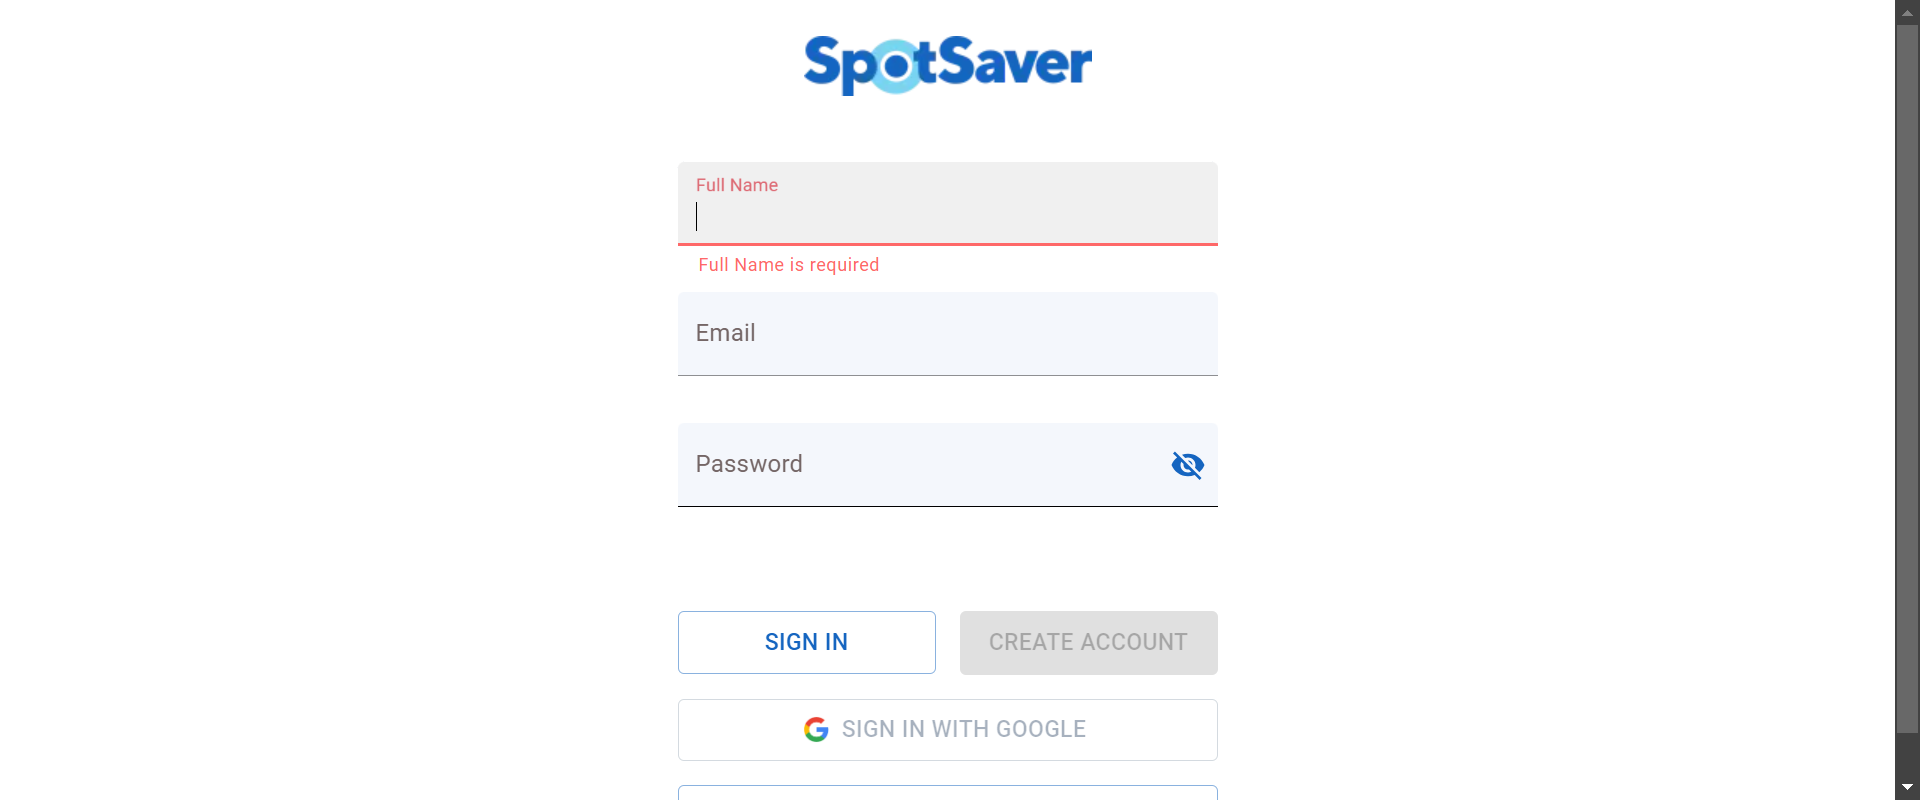 SpotSaver
Full Name
Full Name is required
Email
Password
SIGN IN
CREATE ACCOUNT
SIGN IN WITH GOOGLE